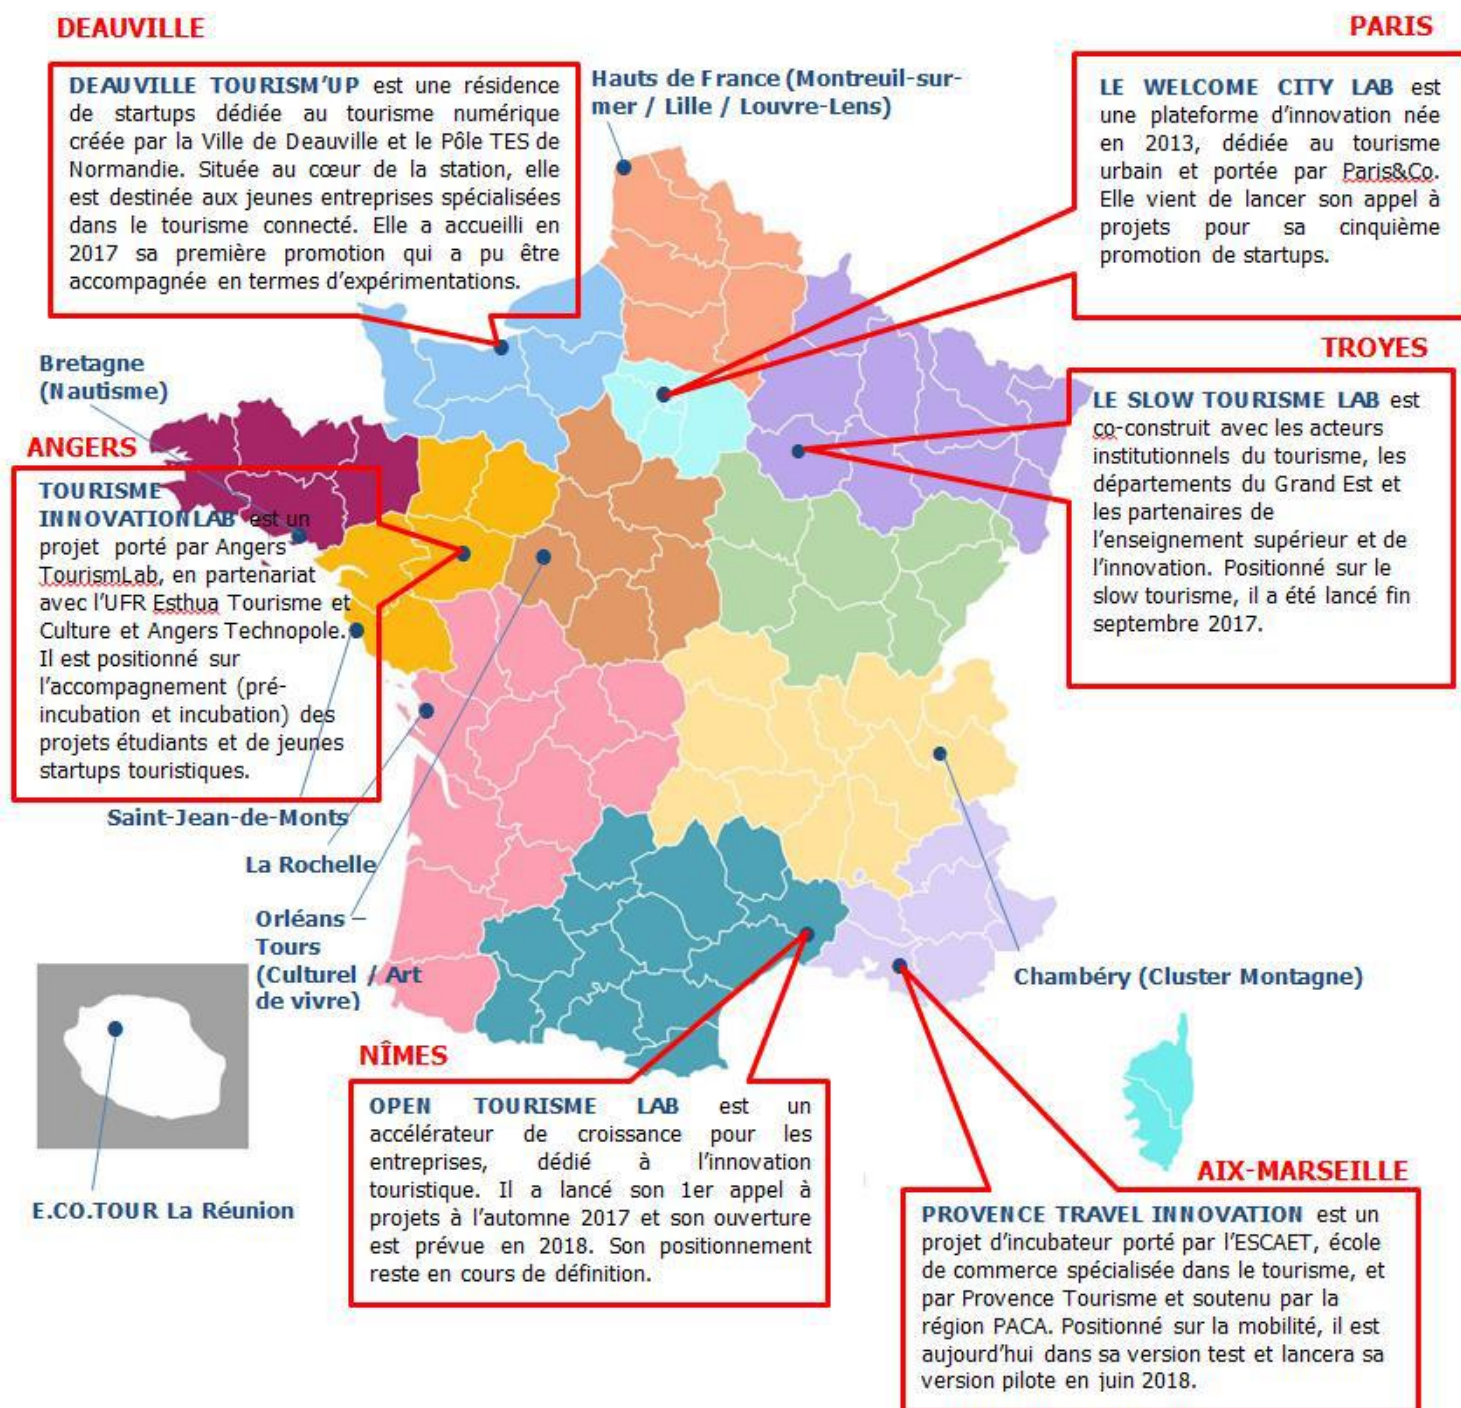 DEAUVILLE
DEAUVILLE TOURISM'UP est une résidence
de startups dédiée au tourisme numérique
créée par la Ville de Deauville et le Pôle TES de
Normandie. Située au cœur de la station, elle
est destinée aux jeunes entreprises spécialisées
dans le tourisme connecté. Elle a accueilli en
2017 sa première promotion qui a pu être
accompagnée en termes d'expérimentations.
Hauts de France (Montreuil-sur-
mer / Lille / Louvre-Lens)
PARIS
LE WELCOME CITY LAB est
une plateforme d'innovation née
en 2013, dédiée au tourisme
urbain et portée par Paris&Co.
Elle vient de lancer son appel à
projets pour sa cinquième
promotion de startups.
TROYES
LE SLOW TOURISME LAB est
co-construit avec les acteurs
institutionnels du tourisme, les
départements du Grand Est et
les partenaires de
l'enseignement supérieur et de
l'innovation. Positionné sur le
slow tourisme, il a été lancé fin
septembre 2017.
Bretagne
(Nautisme)
ANGERS
TOURISME
INNOVATIONLAB est un
projet porté par Angers
TourismLab, en partenariat
avec l'UFR Esthua Tourisme et
Culture et Angers Technopole.
Il est positionné sur
l'accompagnement (pré-
incubation et incubation) des
projets étudiants et de jeunes
startups touristiques.
Saint-Jean-de-Monts
La Rochelle
Orléans –
Tours
(Culturel / Art
de vivre)
Chambéry (Cluster Montagne)
E.CO.TOUR La Réunion
NÎMES
OPEN TOURISME LAB est un
accélérateur de croissance pour les
entreprises, dédié à l'innovation
touristique. Il a lancé son 1er appel à
projets à l'automne 2017 et son ouverture
est prévue en 2018. Son positionnement
reste en cours de définition.
AIX-MARSEILLE
PROVENCE TRAVEL INNOVATION est un
projet d'incubateur porté par l'ESCAET, école
de commerce spécialisée dans le tourisme, et
par Provence Tourisme et soutenu par la
région PACA. Positionné sur la mobilité, il est
aujourd'hui dans sa version test et lancera sa
version pilote en juin 2018.